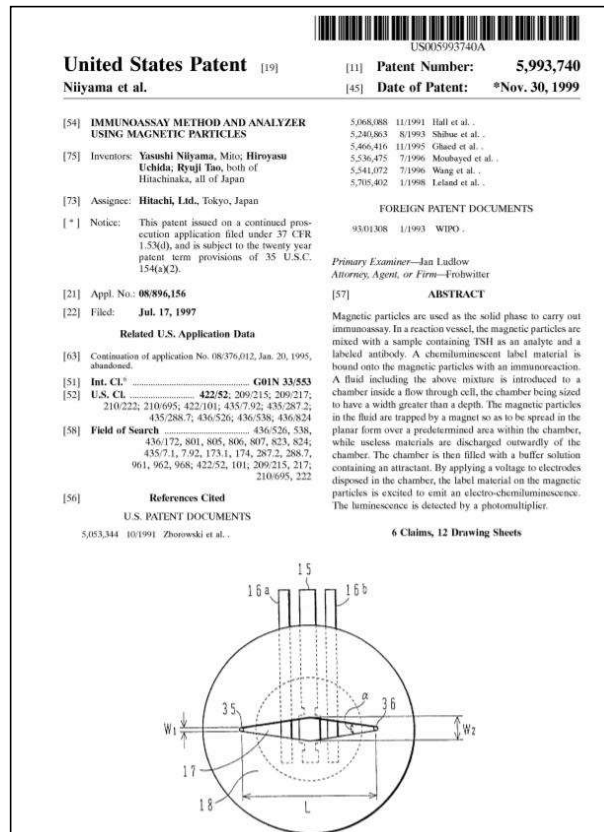 US005993740A
United States Patent [19]
Niiyama et al.
[11] Patent Number: 5,993,740
[45] Date of Patent: *Nov. 30, 1999
[54] IMMUNOASSAY METHOD AND ANALYZER
USING MAGNETIC PARTICLES
[75] Inventors: Yasushi Niiyama, Mito; Hiroyasu
Uchida; Ryuji Tao, both of
Hitachinaka, all of Japan
[73] Assignee: Hitachi, Ltd., Tokyo, Japan
[*] Notice: This patent issued on a continued pros-
ecution application filed under 37 CFR
1.53(d), and is subject to the twenty year
patent term provisions of 35 U.S.C.
154(a)(2).
[21] Appl. No.: 08/896,156
[22] Filed: Jul. 17, 1997
Related U.S. Application Data
[63] Continuation of application No. 08/376,012, Jan. 20, 1995,
abandoned.
[51] Int. Cl.⁶ ........................ G01N 33/553
[52] U.S. Cl. ........................ 422/52; 209/215; 209/217;
210/222; 210/695; 422/101; 435/7.92; 435/287.2;
435/288.7; 436/526; 436/538; 436/824
[58] Field of Search ........................ 436/526, 538,
436/172, 801, 805, 806, 807, 823, 824;
435/7.1, 7.92, 173.1, 174, 287.2, 288.7,
961, 962, 968; 422/52, 101; 209/215, 217;
210/695, 222
[56] References Cited
U.S. PATENT DOCUMENTS
5,053,344 10/1991 Zborowski et al. .
5,068,088 11/1991 Hall et al. .
5,240,863 8/1993 Shibue et al. .
5,466,416 11/1995 Ghaed et al. .
5,536,475 7/1996 Moubayed et al. .
5,541,072 7/1996 Wang et al. .
5,705,402 1/1998 Leland et al. .
FOREIGN PATENT DOCUMENTS
93/01308 1/1993 WIPO .
Primary Examiner—Jan Ludlow
Attorney, Agent, or Firm—Frohwitter
[57] ABSTRACT
Magnetic particles are used as the solid phase to carry out
immunoassay. In a reaction vessel, the magnetic particles are
mixed with a sample containing TSH as an analyte and a
labeled antibody. A chemiluminescent label material is
bound onto the magnetic particles with an immunoreaction.
A fluid including the above mixture is introduced to a
chamber inside a flow through cell, the chamber being sized
to have a width greater than a depth. The magnetic particles
in the fluid are trapped by a magnet so as to be spread in the
planar form over a predetermined area within the chamber,
while useless materials are discharged outwardly of the
chamber. The chamber is then filled with a buffer solution
containing an attractant. By applying a voltage to electrodes
disposed in the chamber, the label material on the magnetic
particles is excited to emit an electro-chemiluminescence.
The luminescence is detected by a photomultiplier.
6 Claims, 12 Drawing Sheets
15
16a
16b
35
α
36
W1
W2
17
18
L